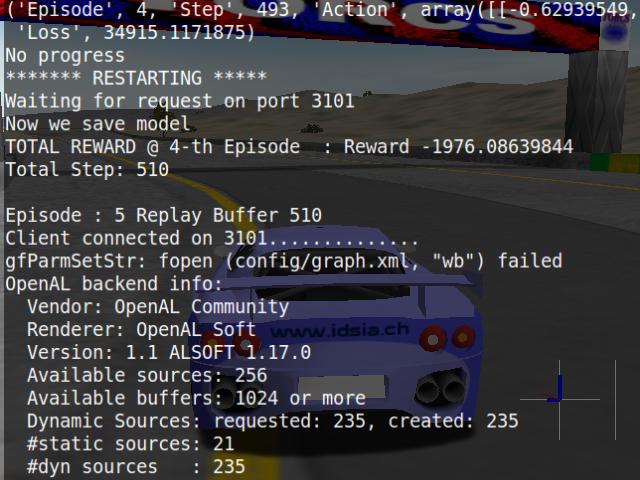 ('Episode', 4, 'Step', 493, 'Action', array([[-0.62939549,
'Loss', 34915.1171875)
No progress
******* RESTARTING *****
Waiting for request on port 3101
Now we save model
TOTAL REWARD @ 4-th Episode  : Reward -1976.08639844
Total Step: 510
Episode : 5 Replay Buffer 510
Client connected on 3101..............
gfParmSetStr: fopen (config/graph.xml, "wb") failed
OpenAL backend info:
Vendor: OpenAL Community
Renderer: OpenAL Soft
www.idsia.ch
Version: 1.1 ALSOFT 1.17.0
Available sources: 256
Available buffers: 1024 or more
Dynamic Sources: requested: 235, created: 235
#static sources: 21
#dyn sources   : 235